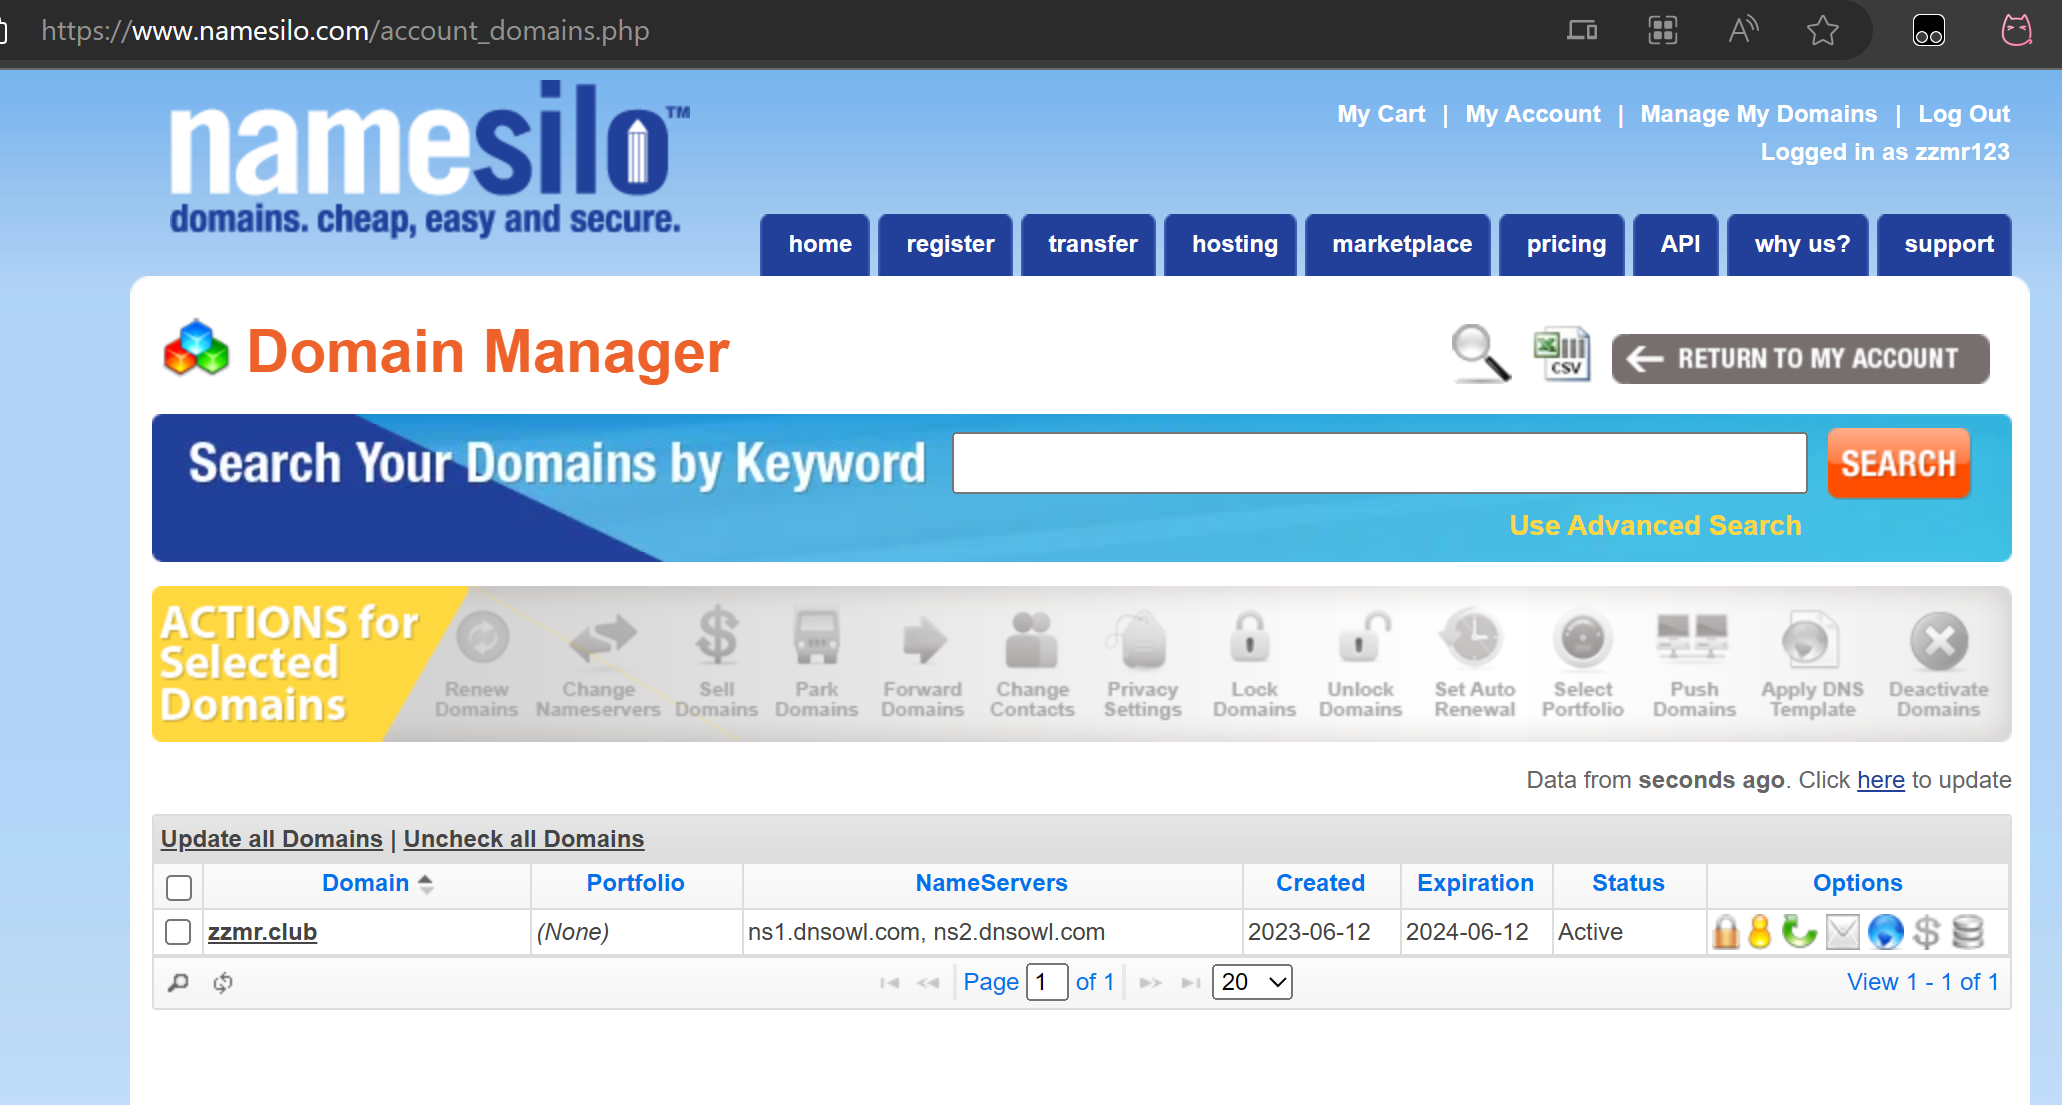 https://www.namesilo.com/account_domains.php
namesilo™
domains. cheap, easy and secure.
My Cart | My Account | Manage My Domains | Log Out
Logged in as zzmr123
home register transfer hosting marketplace pricing API why us? support
Domain Manager
CSV
RETURN TO MY ACCOUNT
Search Your Domains by Keyword
SEARCH
Use Advanced Search
ACTIONS for
Selected
Domains
Renew
Domains
Change
Nameservers
Sell
Domains
Park
Domains
Forward
Domains
Change
Contacts
Privacy
Settings
Lock
Domains
Unlock
Domains
Set Auto
Renewal
Select
Portfolio
Push
Domains
Apply DNS
Template
Deactivate
Domains
Data from seconds ago. Click here to update
Update all Domains | Uncheck all Domains
Domain Portfolio NameServers Created Expiration Status Options
zzmr.club (None) ns1.dnsowl.com, ns2.dnsowl.com 2023-06-12 2024-06-12 Active
Page 1 of 1 20 View 1 - 1 of 1